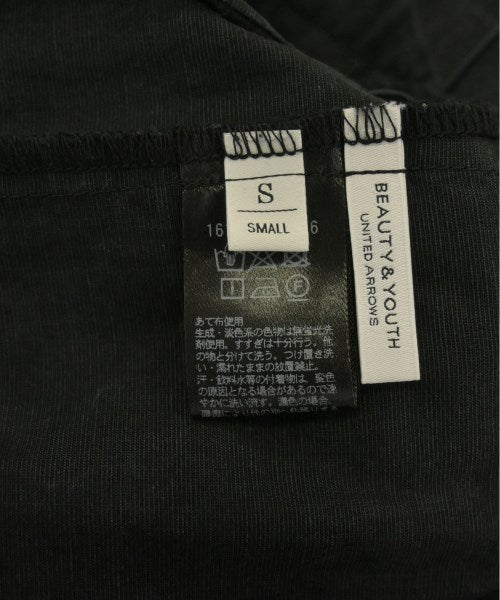 S
SMALL
16 6
F
あて布使用
生成・淡色系の色物は無蛍光洗
剤使用。すすぎは十分行う。他
の物と分けて洗う。つけ置き洗
い・濡れたままの放置厳禁。
汗・飲料水等の付着物は、変色
の原因となる場合があるので速
やかに洗い流す。濃色の場合、
BEAUTY & YOUTH
UNITED ARROWS